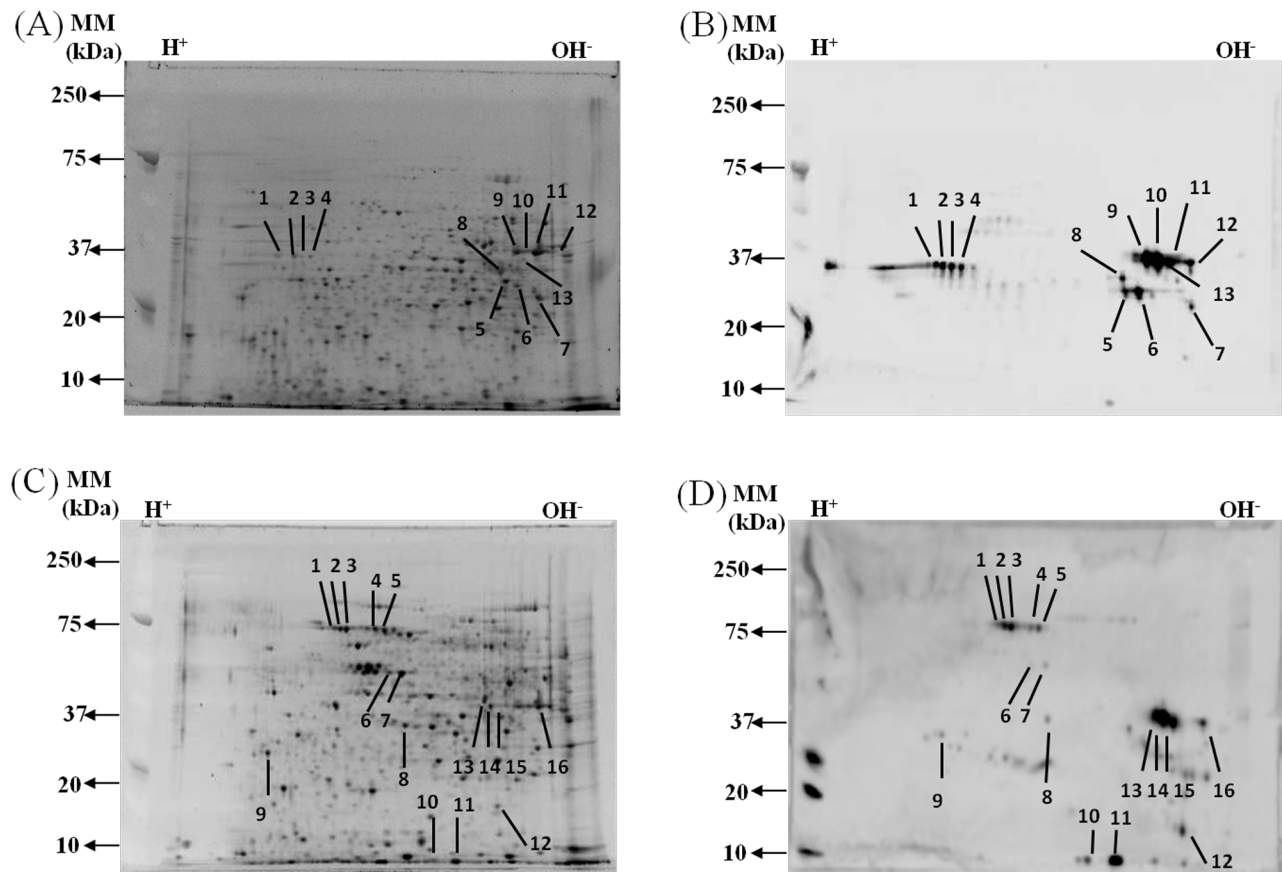 (A) MM (kDa) H+ OH-
250
75
1 2 3 4 9 10 11 12
8
37
13
20
5 6 7
10
(B) MM (kDa) H+ OH-
250
75
1 2 3 4 9 10 11 12
8
37
13
20
5 6 7
10
(C) MM (kDa) H+ OH-
250
1 2 3 4 5
75
37
6 7
8 13 14 15 16
20
9
10 11 12
10
(D) MM (kDa) H+ OH-
250
1 2 3 4 5
75
6 7
37
9 8 13 14 15 16
20
10 11 12
10